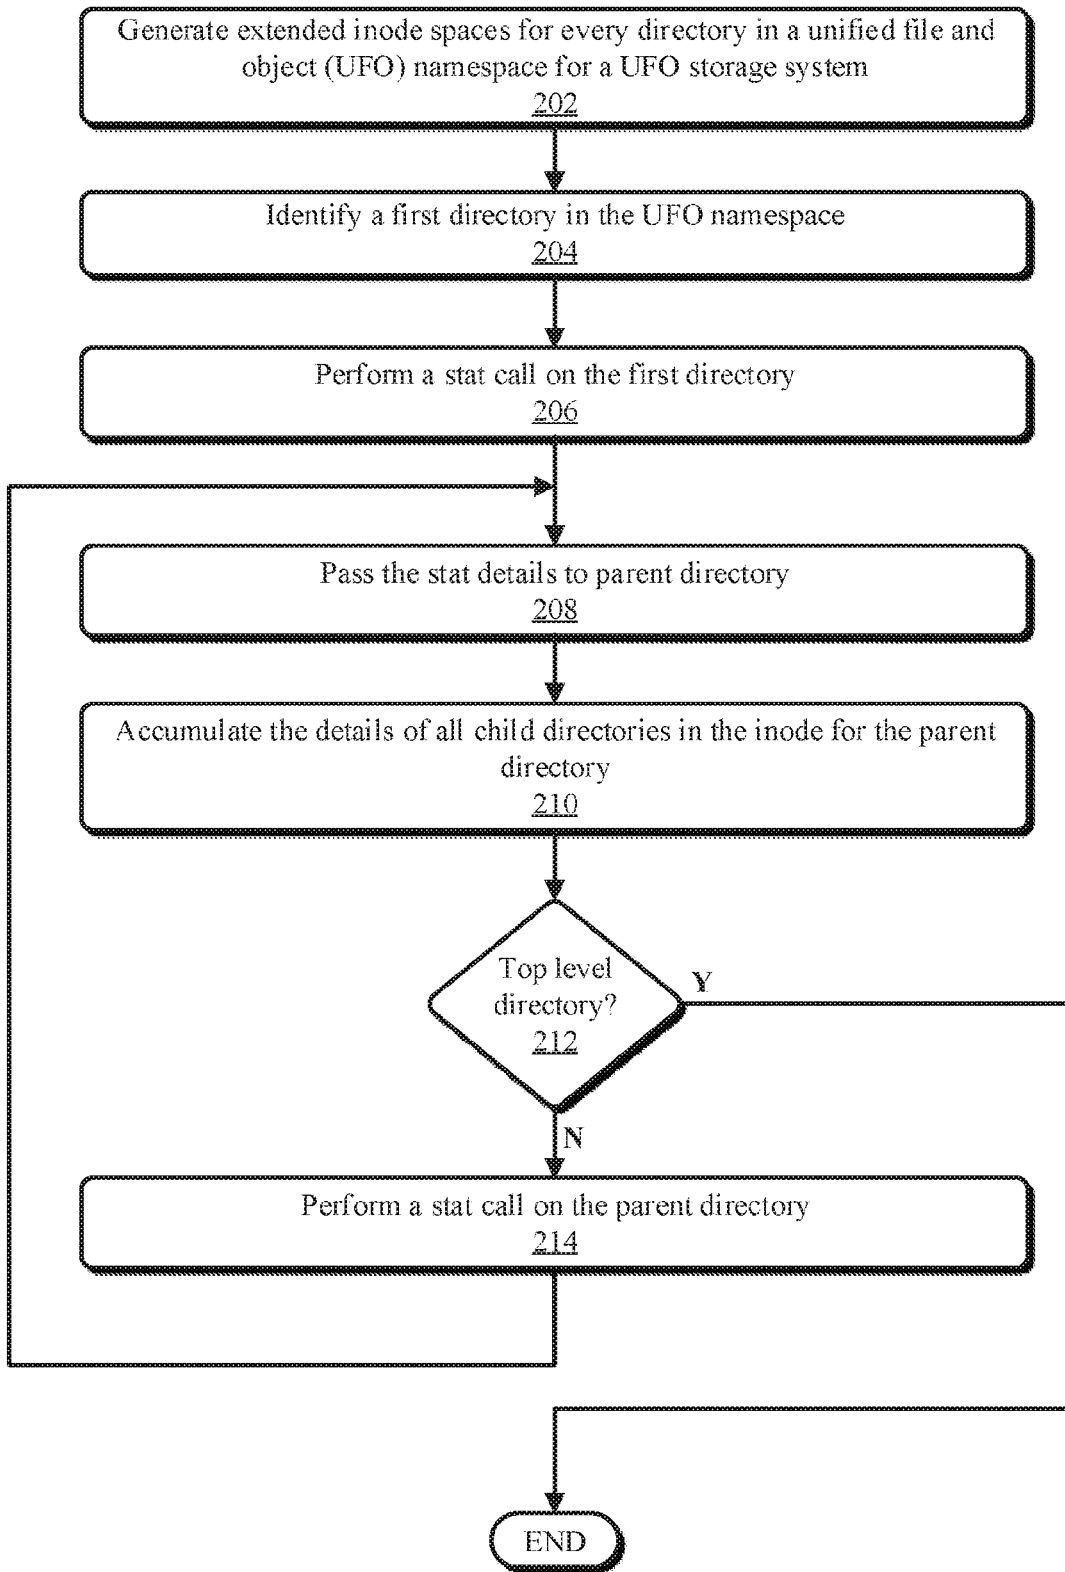 Generate extended inode spaces for every directory in a unified file and
object (UFO) namespace for a UFO storage system
202
Identify a first directory in the UFO namespace
204
Perform a stat call on the first directory
206
Pass the stat details to parent directory
208
Accumulate the details of all child directories in the inode for the parent
directory
210
Top level
directory?
212
Y
N
Perform a stat call on the parent directory
214
END